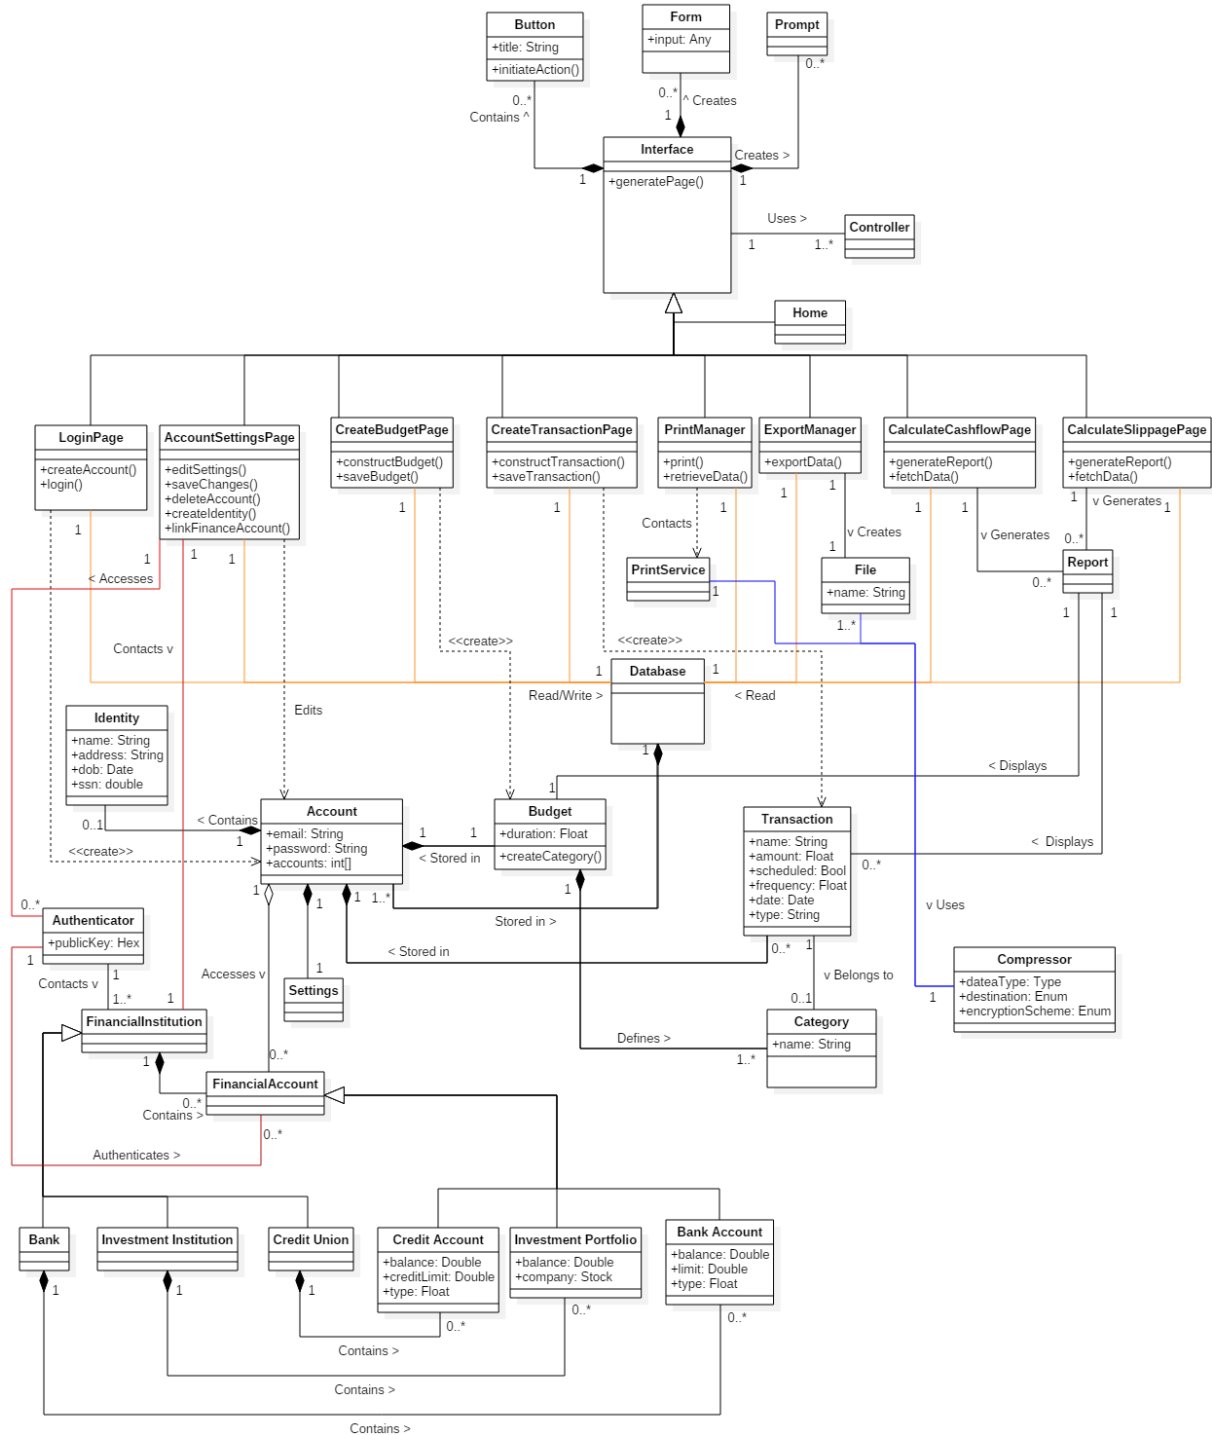 Button
+title: String
+initiateAction()
Form
+input: Any
Prompt
0..*
0..*
0..*
Contains ^
^ Creates
1
Interface
+generatePage()
Creates >
1
1
Uses >
1
1..*
Controller
Home
LoginPage
+createAccount()
+login()
AccountSettingsPage
+editSettings()
+saveChanges()
+deleteAccount()
+createIdentity()
+linkFinanceAccount()
CreateBudgetPage
+constructBudget()
+saveBudget()
CreateTransactionPage
+constructTransaction()
+saveTransaction()
PrintManager
+print()
+retrieveData()
ExportManager
+exportData()
CalculateCashflowPage
+generateReport()
+fetchData()
CalculateSlippagePage
+generateReport()
+fetchData()
1
1
1
1
1
1
1
1
1
1
1
1
1
v Generates
Contacts
v Creates
v Generates
1
0..*
0..*
< Accesses
PrintService
1
File
+name: String
1..*
Report
1
1
<<create>>
<<create>>
Contacts v
1
Database
1
Read/Write >
< Read
Edits
1
Identity
+name: String
+address: String
+dob: Date
+ssn: double
0..1
< Contains
1
<<create>>
Account
+email: String
+password: String
+accounts: int[]
1
1
< Stored in
1
Budget
+duration: Float
+createCategory()
1
< Displays
Transaction
+name: String
+amount: Float
+scheduled: Bool
+frequency: Float
+date: Date
+type: String
< Displays
0..*
1
1
1
1..*
Stored in >
0..*
Authenticator
+publicKey: Hex
1
1
Contacts v
1..*
1
Accesses v
< Stored in
0..*
1
v Belongs to
0..1
v Uses
1
Compressor
+dateaType: Type
+destination: Enum
+encryptionScheme: Enum
1
Settings
FinancialInstitution
1
0..*
Contains >
0..*
FinancialAccount
0..*
Defines >
1..*
Category
+name: String
Authenticates >
Bank
1
Investment Institution
1
Credit Union
1
Credit Account
+balance: Double
+creditLimit: Double
+type: Float
0..*
Investment Portfolio
+balance: Double
+company: Stock
0..*
Bank Account
+balance: Double
+limit: Double
+type: Float
0..*
Contains >
Contains >
Contains >